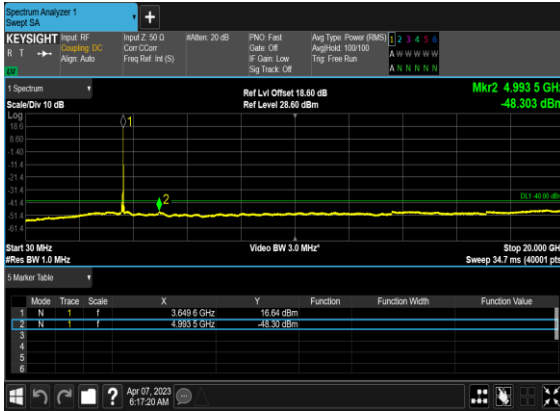 Spectrum Analyzer 1
Swept SA
+
KEYSIGHT Input: RF Input Z: 50 Ω #Atten: 20 dB PNO: Fast Avg Type: Power (RMS) 1 2 3 4 5 6
R T Coupling: DC Corr CCorr Gate: Off Avg|Hold: 100/100 A W W W W W
Align: Auto Freq Ref: Int (S) IF Gain: Low Trig: Free Run
Sig Track: Off A N N N N N
1 Spectrum Ref Lvl Offset 18.60 dB Mkr2 4.993 5 GHz
Scale/Div 10 dB Ref Level 28.60 dBm -48.303 dBm
Log
18.6
8.60
-1.40
-11.4
-21.4
-31.4
-41.4
-51.4
-61.4
1
2
DL1 -40.00 dBm
Start 30 MHz Video BW 3.0 MHz* Stop 20.000 GHz
#Res BW 1.0 MHz Sweep 34.7 ms (40001 pts)
5 Marker Table
Mode Trace Scale X Y Function Function Width Function Value
1 N 1 f 3.649 6 GHz 16.64 dBm
2 N 1 f 4.993 5 GHz -48.30 dBm
3
4
5
6
? Apr 07, 2023
6:17:20 AM